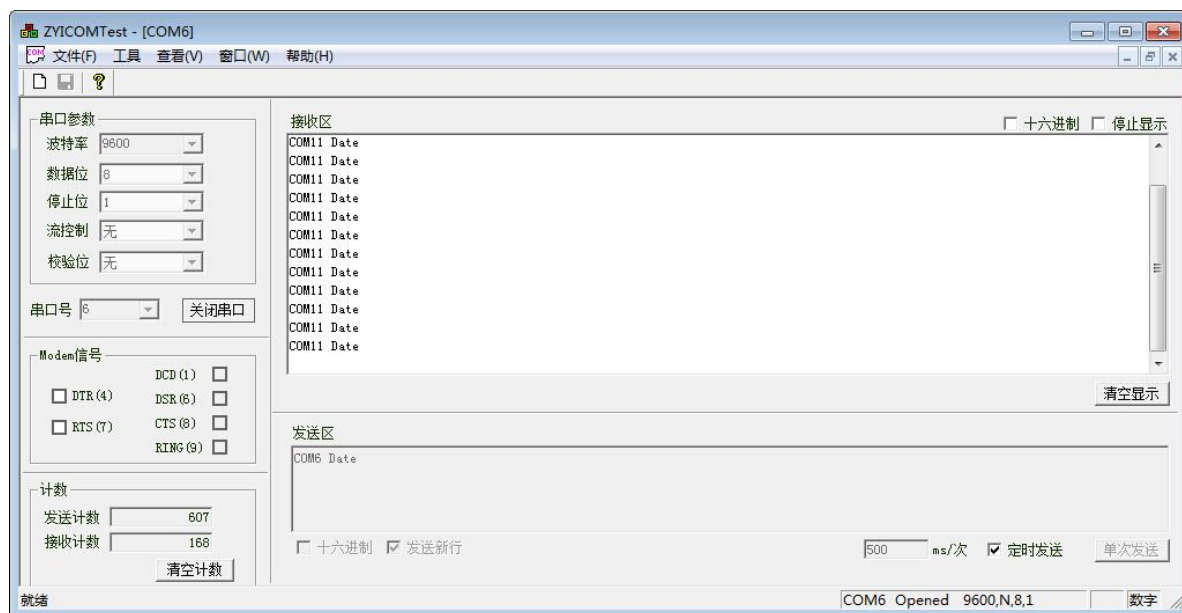 ZYICOMTest - [COM6]
文件(F) 工具 查看(V) 窗口(W) 帮助(H)
串口参数
波特率 9600
数据位 8
停止位 1
流控制 无
校验位 无
串口号 6 关闭串口
Modem信号
DCD(1)
DTR(4) DSR(6)
RTS(7) CTS(8)
RING(9)
计数
发送计数 607
接收计数 168
清空计数
接收区 十六进制 停止显示
COM11 Date
COM11 Date
COM11 Date
COM11 Date
COM11 Date
COM11 Date
COM11 Date
COM11 Date
COM11 Date
COM11 Date
COM11 Date
COM11 Date
清空显示
发送区
COM6 Date
十六进制 发送新行 500 ms/次 定时发送 单次发送
就绪 COM6 Opened 9600,N,8,1 数字